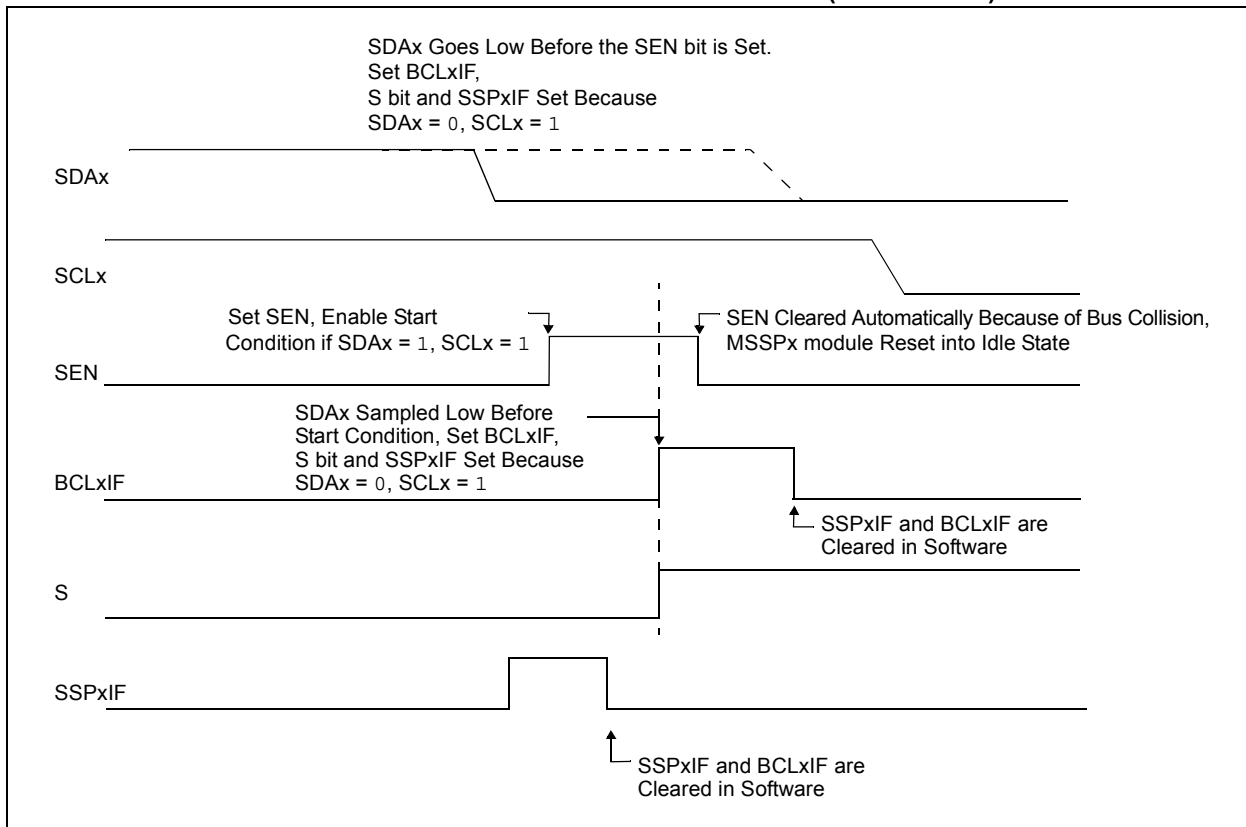 SDAx Goes Low Before the SEN bit is Set.
Set BCLxIF,
S bit and SSPxIF Set Because
SDAx = 0, SCLx = 1
SDAx
SCLx
Set SEN, Enable Start
Condition if SDAx = 1, SCLx = 1
SEN Cleared Automatically Because of Bus Collision,
MSSPx module Reset into Idle State
SEN
SDAx Sampled Low Before
Start Condition, Set BCLxIF,
S bit and SSPxIF Set Because
SDAx = 0, SCLx = 1
BCLxIF
SSPxIF and BCLxIF are
Cleared in Software
S
SSPxIF
SSPxIF and BCLxIF are
Cleared in Software